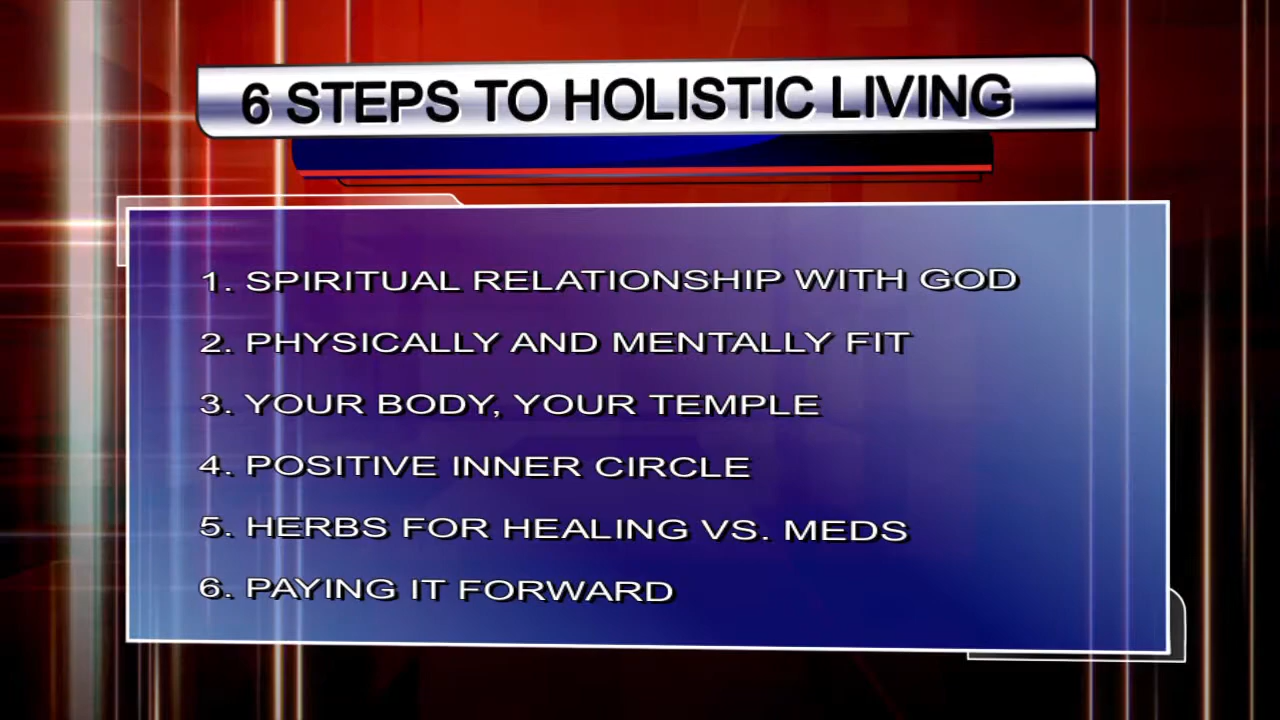 6 STEPS TO HOLISTIC LIVING
1. SPIRITUAL RELATIONSHIP WITH GOD
2. PHYSICALLY AND MENTALLY FIT
3. YOUR BODY, YOUR TEMPLE
4. POSITIVE INNER CIRCLE
5. HERBS FOR HEALING VS. MEDS
6. PAYING IT FORWARD